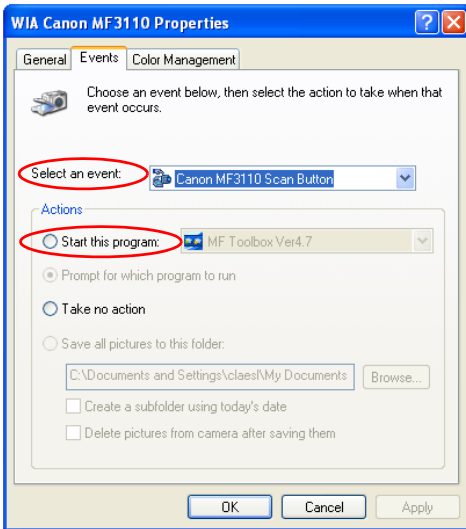 WIA Canon MF3110 Properties
General Events Color Management
Choose an event below, then select the action to take when that
event occurs.
Select an event: Canon MF3110 Scan Button
Actions
Start this program: MF Toolbox Ver4.7
Prompt for which program to run
Take no action
Save all pictures to this folder:
C:\Documents and Settings\claesl\My Documents Browse...
Create a subfolder using today's date
Delete pictures from camera after saving them
OK Cancel Apply